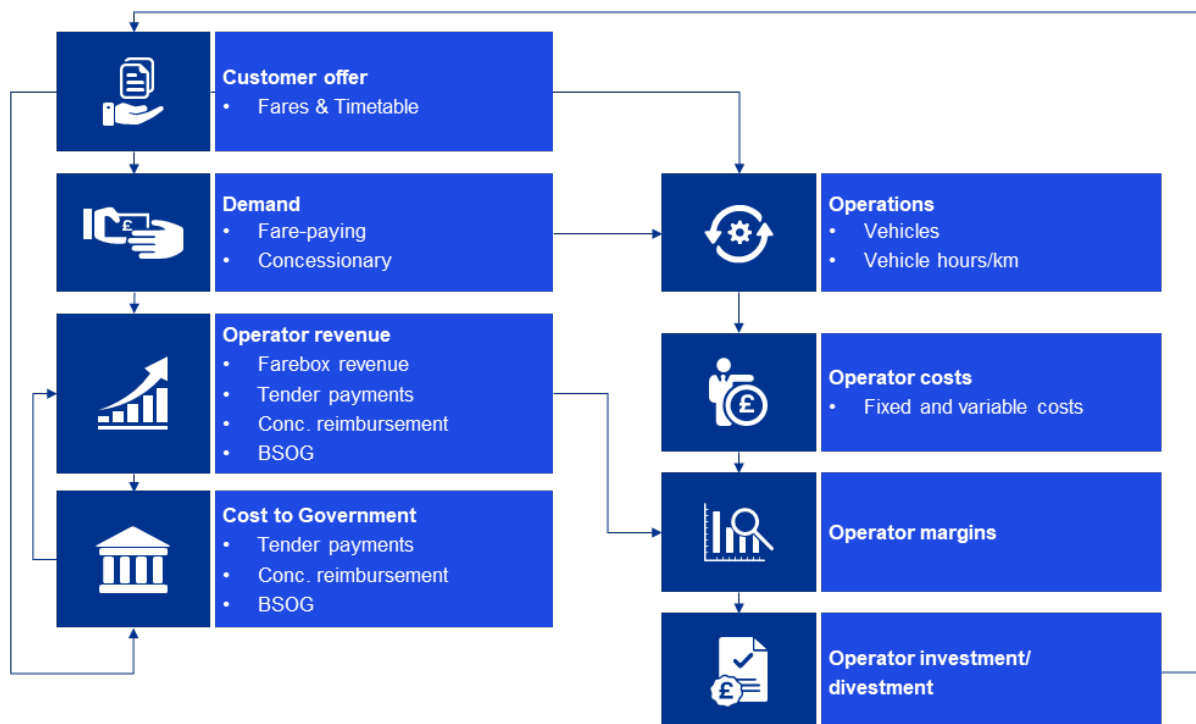 Customer offer
• Fares & Timetable
Demand
• Fare-paying
• Concessionary
Operator revenue
• Farebox revenue
• Tender payments
• Conc. reimbursement
• BSOG
Cost to Government
• Tender payments
• Conc. reimbursement
• BSOG
Operations
• Vehicles
• Vehicle hours/km
Operator costs
• Fixed and variable costs
Operator margins
Operator investment/
divestment
£
£
£